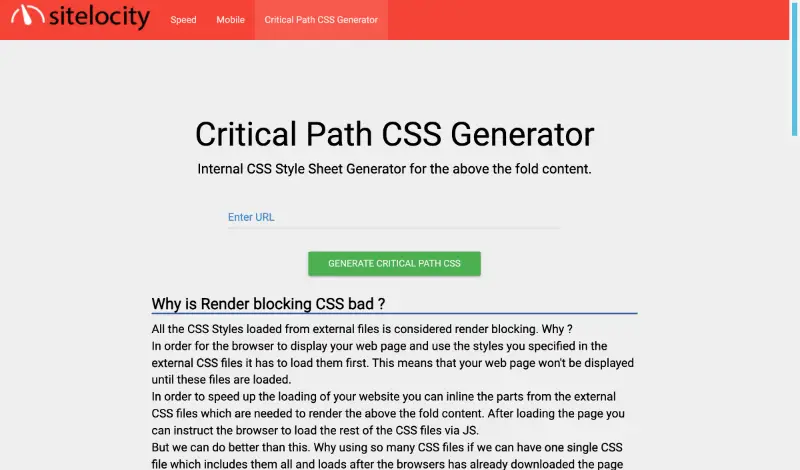 sitelocity
Speed
Mobile
Critical Path CSS Generator
Critical Path CSS Generator
Internal CSS Style Sheet Generator for the above the fold content.
Enter URL
GENERATE CRITICAL PATH CSS
Why is Render blocking CSS bad ?
All the CSS Styles loaded from external files is considered render blocking. Why ?
In order for the browser to display your web page and use the styles you specified in the
external CSS files it has to load them first. This means that your web page won't be displayed
until these files are loaded.
In order to speed up the loading of your website you can inline the parts from the external
CSS files which are needed to render the above the fold content. After loading the page you
can instruct the browser to load the rest of the CSS files via JS.
But we can do better than this. Why using so many CSS files if we can have one single CSS
file which includes them all and loads after the browsers has already downloaded the page